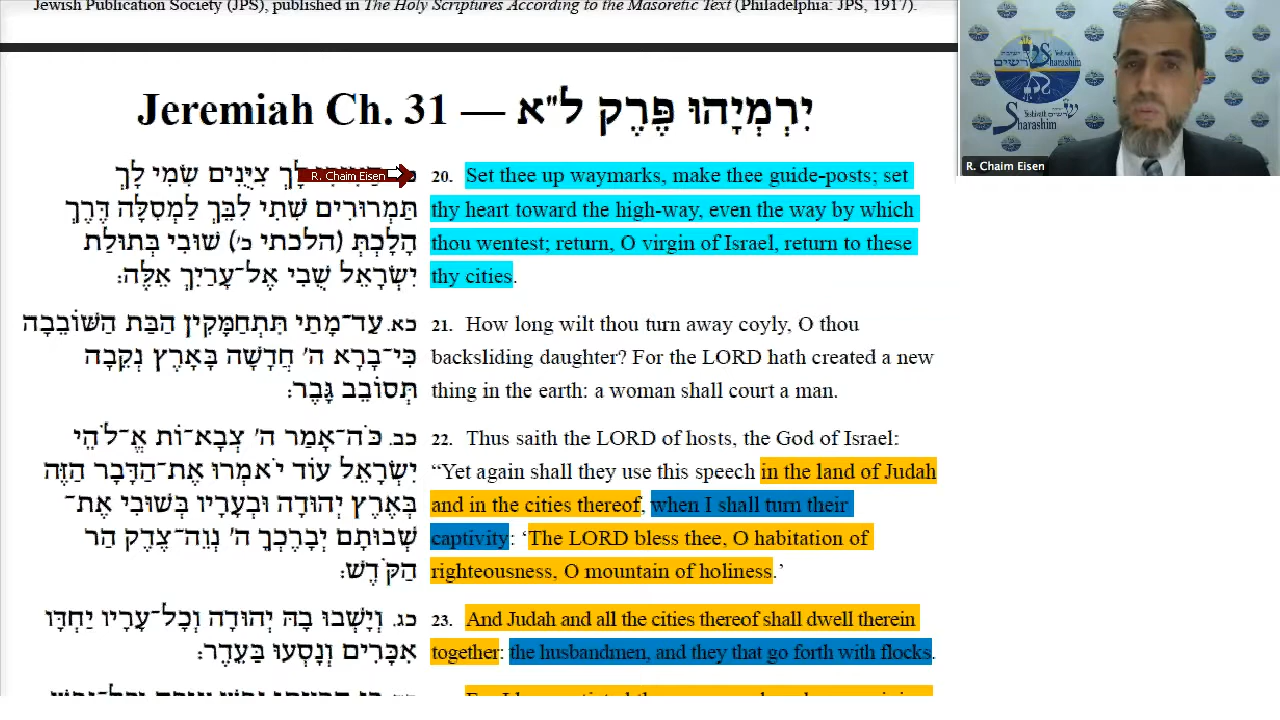 Jewish Publication Society (JPS), published in The Holy Scriptures According to the Masoretic Text (Philadelphia: JPS, 1917).
Jeremiah Ch. 31 — יִרְמְיָהוּ פֶּרֶק ל"א
לָךְ צִיֻּנִים שִׂמִי לָךְ
תַּמְרוּרִים שִׁתִי לִבֵּךְ לַמְסִלָּה דֶּרֶךְ
הָלָכְתְּ (הלכתי כ') שׁוּבִי בְּתוּלַת
יִשְׂרָאֵל שֻׁבִי אֶל־עָרַיִךְ אֵלֶּה:
20. Set thee up waymarks, make thee guide-posts; set
thy heart toward the high-way, even the way by which
thou wentest; return, O virgin of Israel, return to these
thy cities.
כא. עַד־מָתַי תִּתְחַמָּקִין הַבַּת הַשּׁוֹבֵבָה
כִּי־בָרָא ה' חֲדָשָׁה בָּאָרֶץ נְקֵבָה
תְּסוֹבֵב גָּבֶר:
21. How long wilt thou turn away coyly, O thou
backsliding daughter? For the LORD hath created a new
thing in the earth: a woman shall court a man.
כב. כֹּה־אָמַר ה' צְבָא־וֹת אֱ־לֹהֵי
יִשְׂרָאֵל עוֹד יֹאמְרוּ אֶת־הַדָּבָר הַזֶּה
בְּאֶרֶץ יְהוּדָה וּבְעָרָיו בְּשׁוּבִי אֶת־
שְׁבוּתָם יְבָרֶכְךָ ה' נְוֵה־צֶדֶק הַר
הַקֹּדֶשׁ:
22. Thus saith the LORD of hosts, the God of Israel:
“Yet again shall they use this speech in the land of Judah
and in the cities thereof, when I shall turn their
captivity: ‘The LORD bless thee, O habitation of
righteousness, O mountain of holiness.’
כג. וְיָשְׁבוּ בָהּ יְהוּדָה וְכָל־עָרָיו יַחְדָּו
אִכָּרִים וְנָסְעוּ בַּעֵדֶר:
23. And Judah and all the cities thereof shall dwell therein
together: the husbandmen, and they that go forth with flocks.
R. Chaim Eisen
Yeshivath
Sharashim
שרשים
Yeshivath
Sharashim
R. Chaim Eisen